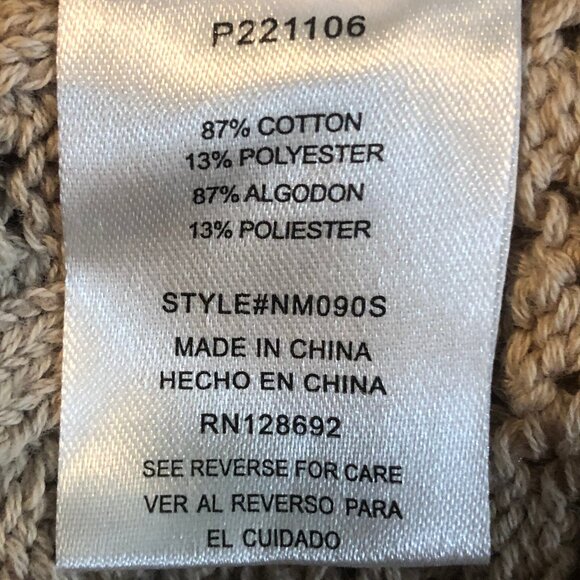 P221106
87% COTTON
13% POLYESTER
87% ALGODON
13% POLIESTER
STYLE#NM090S
MADE IN CHINA
HECHO EN CHINA
RN128692
SEE REVERSE FOR CARE
VER AL REVERSO PARA
EL CUIDADO